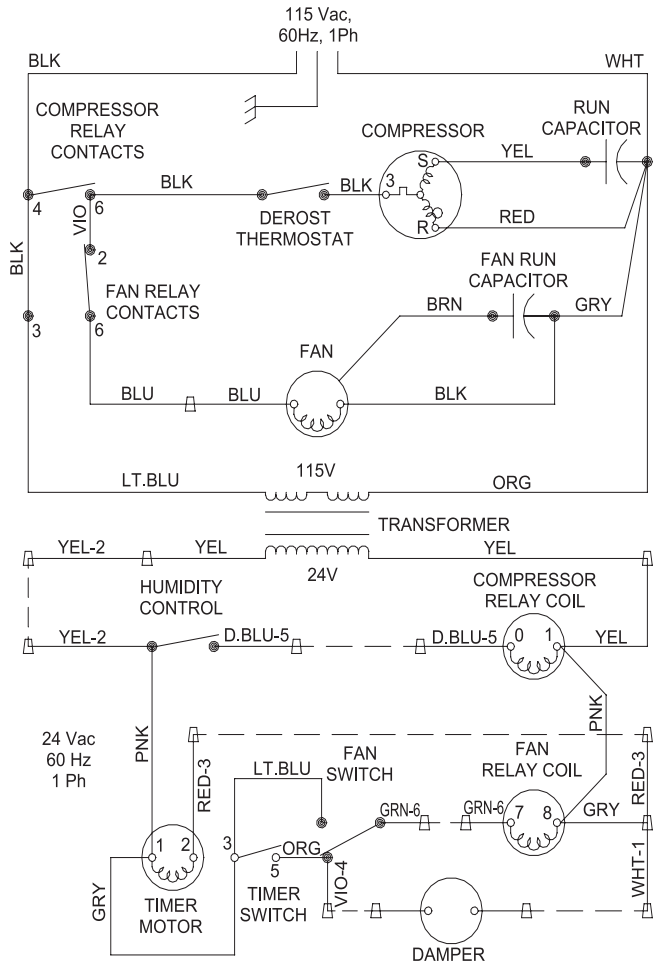 115 Vac,
60Hz, 1Ph
BLK
WHT
COMPRESSOR
RELAY
CONTACTS
COMPRESSOR
RUN
CAPACITOR
S
YEL
BLK
BLK
3
4
6
DEROST
THERMOSTAT
R
RED
VIO
2
BLK
FAN RELAY
CONTACTS
FAN RUN
CAPACITOR
BRN
GRY
3
6
FAN
BLU
BLU
BLK
LT.BLU
115V
ORG
TRANSFORMER
YEL-2
YEL
YEL
24V
HUMIDITY
CONTROL
COMPRESSOR
RELAY COIL
YEL-2
D.BLU-5
D.BLU-5
0
1
YEL
PNK
PNK
24 Vac
60 Hz
1 Ph
RED-3
LT.BLU
FAN
SWITCH
FAN
RELAY COIL
RED-3
GRN-6
GRN-6
7
8
GRY
1
2
3
ORG
5
VIO-4
WHT-1
GRY
TIMER
MOTOR
TIMER
SWITCH
DAMPER